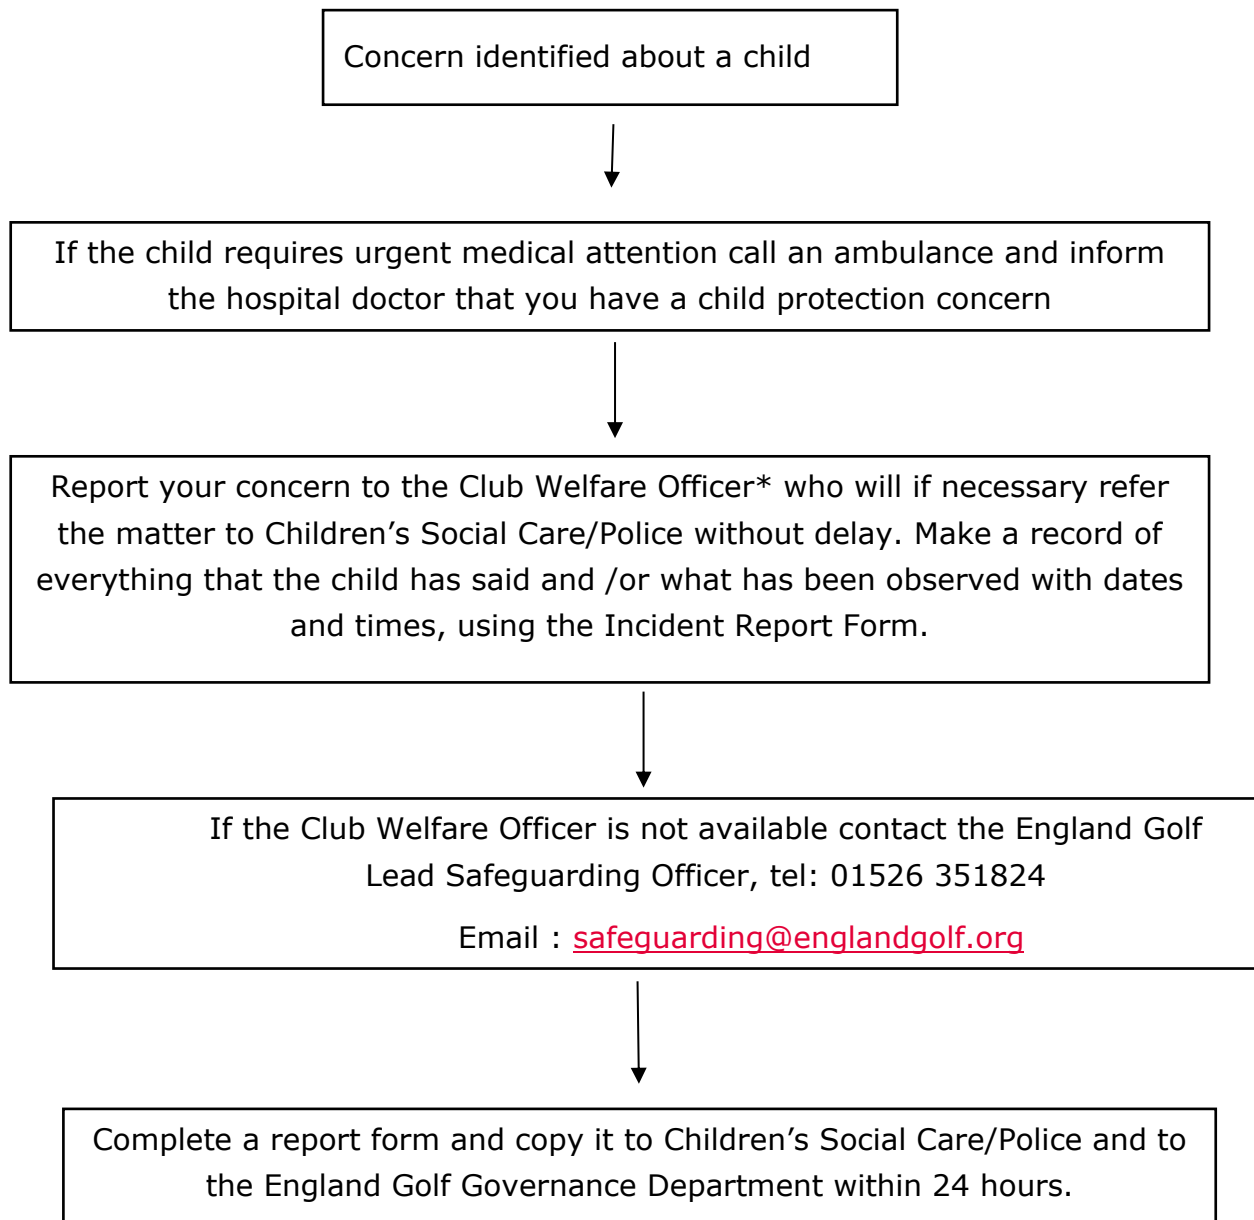 Concern identified about a child
If the child requires urgent medical attention call an ambulance and inform
the hospital doctor that you have a child protection concern
Report your concern to the Club Welfare Officer* who will if necessary refer
the matter to Children’s Social Care/Police without delay. Make a record of
everything that the child has said and /or what has been observed with dates
and times, using the Incident Report Form.
If the Club Welfare Officer is not available contact the England Golf
Lead Safeguarding Officer, tel: 01526 351824
Email : safeguarding@englandgolf.org
Complete a report form and copy it to Children’s Social Care/Police and to
the England Golf Governance Department within 24 hours.